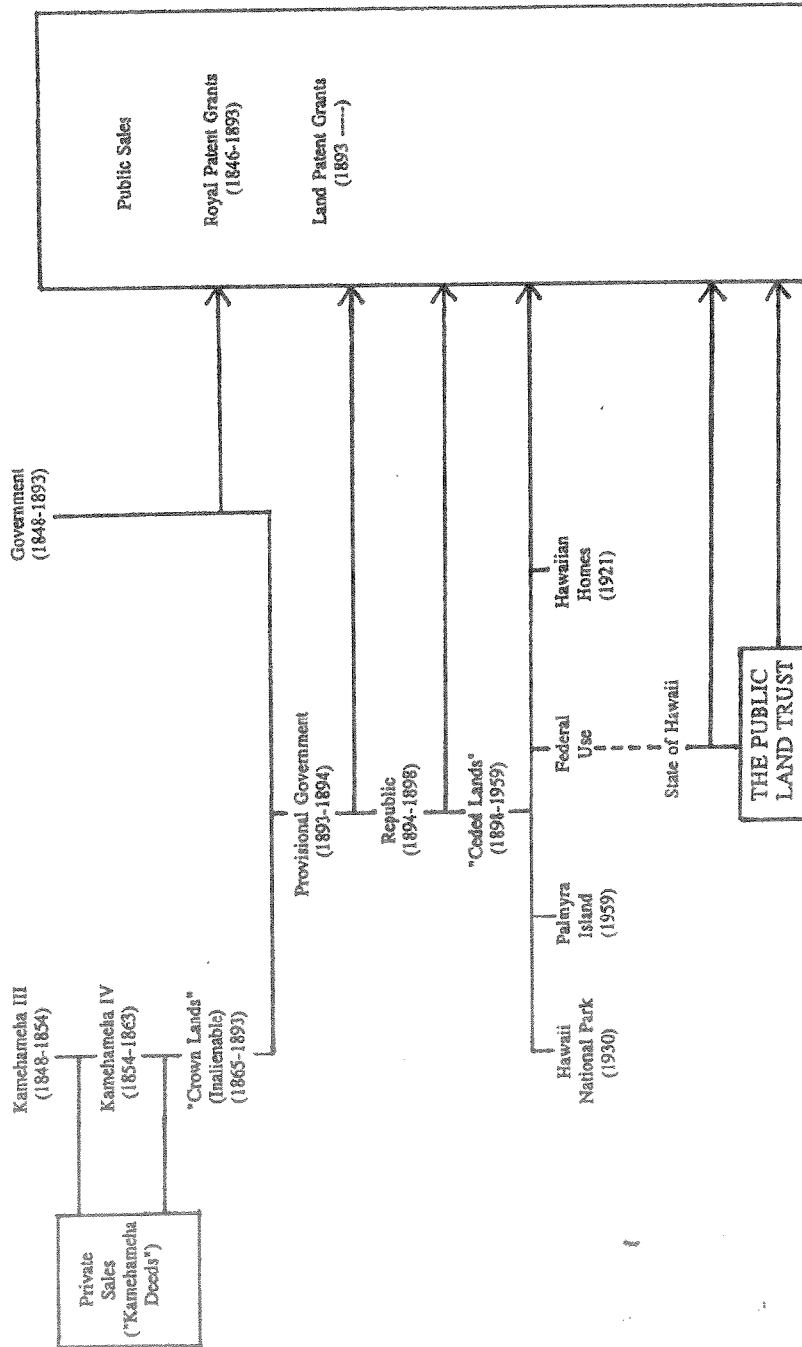 Kamehameha III
(1848-1854)
Government
(1848-1893)
Private
Sales
("Kamehameha
Deeds")
Kamehameha IV
(1854-1863)
"Crown Lands"
(Inalienable)
(1865-1893)
Public Sales
Royal Patent Grants
(1846-1893)
Land Patent Grants
(1893 ----)
Provisional Government
(1893-1894)
Republic
(1894-1898)
"Ceded Lands"
(1898-1959)
Hawaii
National Park
(1930)
Palmyra
Island
(1959)
Federal
Use
Hawaiian
Homes
(1921)
State of Hawaii
THE PUBLIC
LAND TRUST